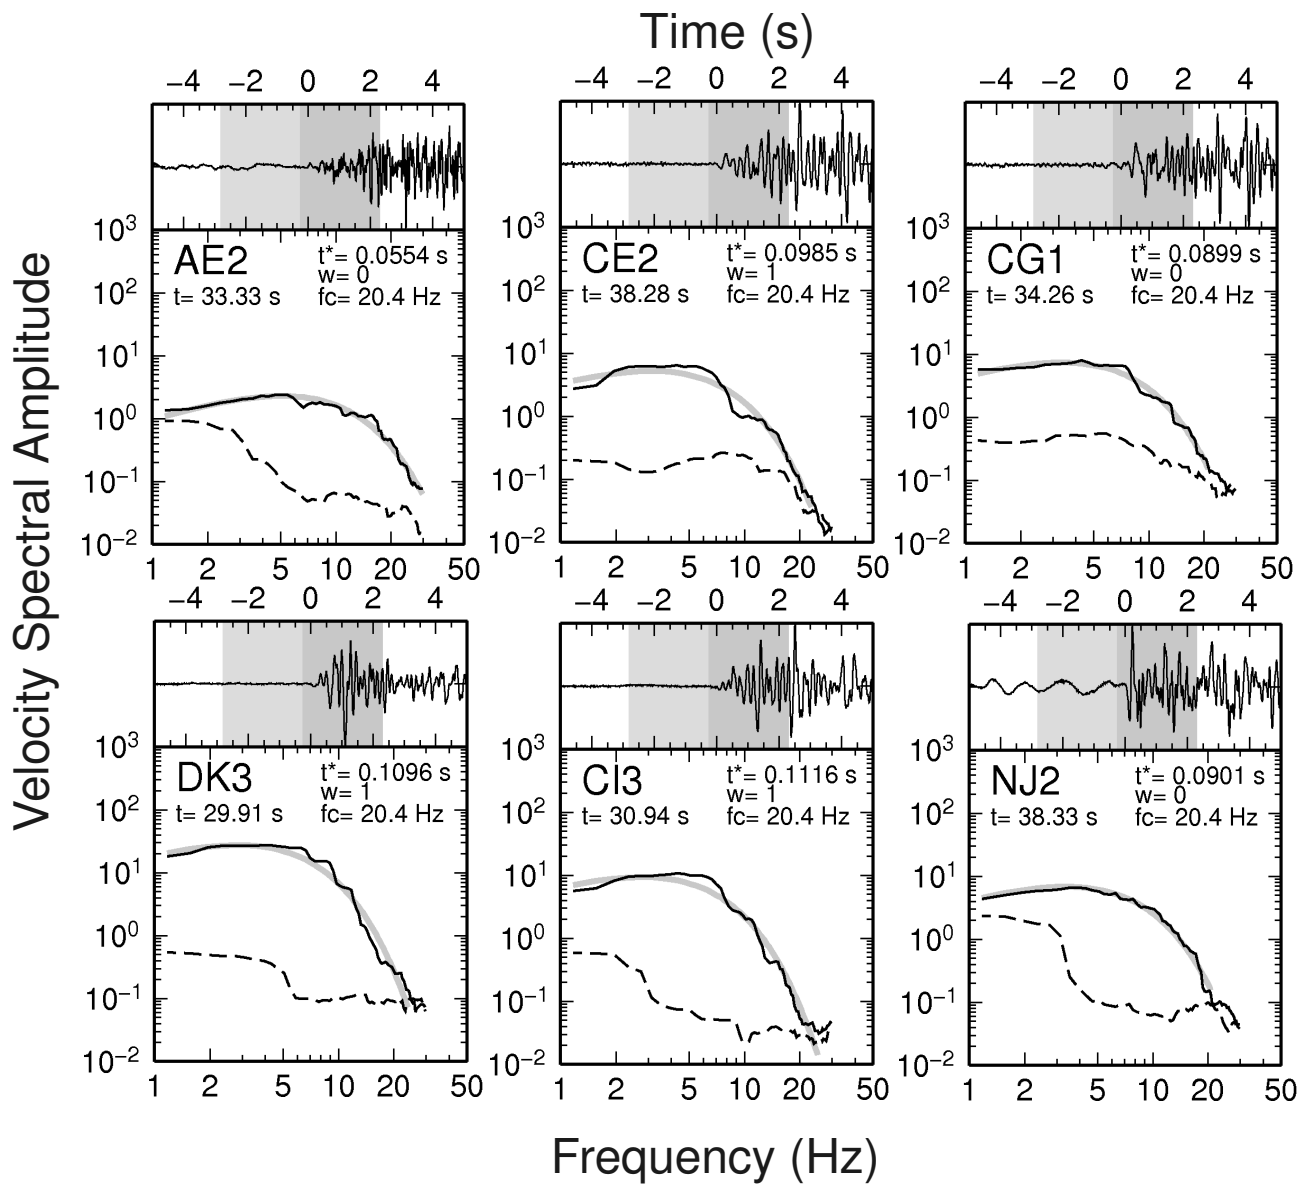 Time (s)
−4 −2 0 2 4
−4 −2 0 2 4
−4 −2 0 2 4
Velocity Spectral Amplitude
10³
10²
10¹
10⁰
10⁻¹
10⁻²
AE2
t= 33.33 s
t*= 0.0554 s
w= 0
fc= 20.4 Hz
1 2 5 10 20 50
10³
10²
10¹
10⁰
10⁻¹
10⁻²
CE2
t= 38.28 s
t*= 0.0985 s
w= 1
fc= 20.4 Hz
1 2 5 10 20 50
10³
10²
10¹
10⁰
10⁻¹
10⁻²
CG1
t= 34.26 s
t*= 0.0899 s
w= 0
fc= 20.4 Hz
1 2 5 10 20 50
−4 −2 0 2 4
−4 −2 0 2 4
−4 −2 0 2 4
10³
10²
10¹
10⁰
10⁻¹
10⁻²
DK3
t= 29.91 s
t*= 0.1096 s
w= 1
fc= 20.4 Hz
1 2 5 10 20 50
10³
10²
10¹
10⁰
10⁻¹
10⁻²
CI3
t= 30.94 s
t*= 0.1116 s
w= 1
fc= 20.4 Hz
1 2 5 10 20 50
10³
10²
10¹
10⁰
10⁻¹
10⁻²
NJ2
t= 38.33 s
t*= 0.0901 s
w= 0
fc= 20.4 Hz
1 2 5 10 20 50
Frequency (Hz)